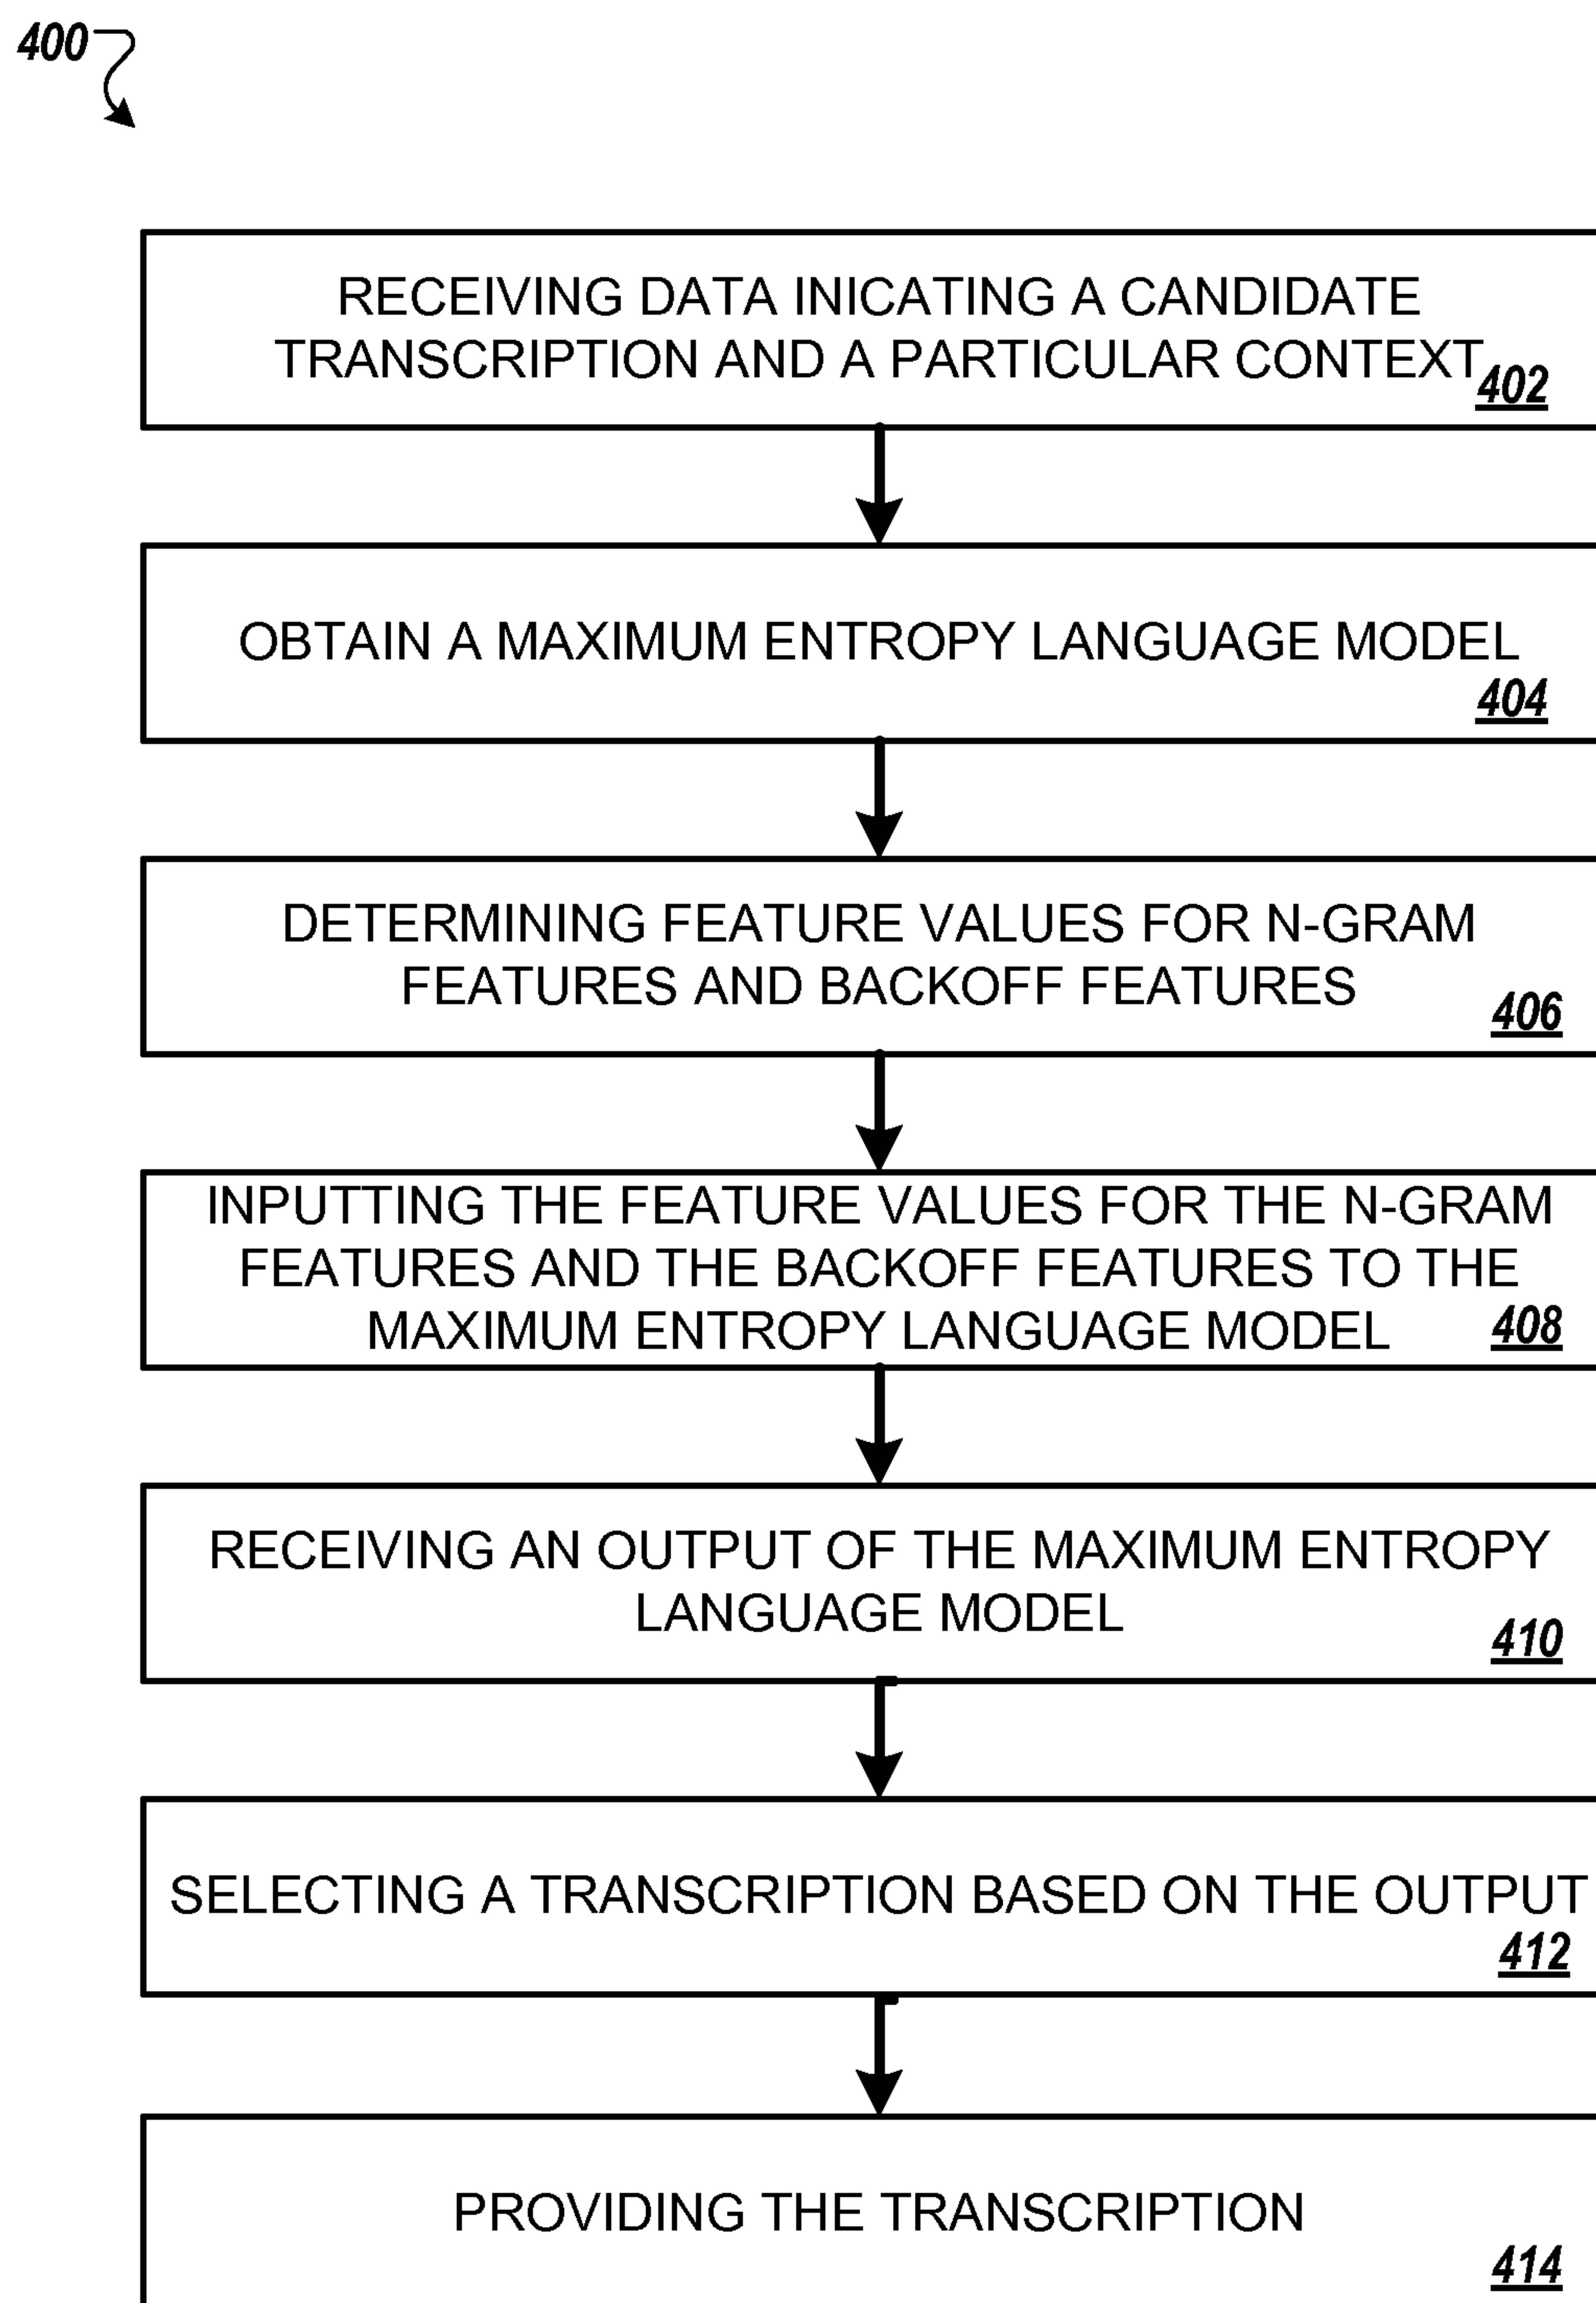 400
RECEIVING DATA INICATING A CANDIDATE
TRANSCRIPTION AND A PARTICULAR CONTEXT
402
OBTAIN A MAXIMUM ENTROPY LANGUAGE MODEL
404
DETERMINING FEATURE VALUES FOR N-GRAM
FEATURES AND BACKOFF FEATURES
406
INPUTTING THE FEATURE VALUES FOR THE N-GRAM
FEATURES AND THE BACKOFF FEATURES TO THE
MAXIMUM ENTROPY LANGUAGE MODEL
408
RECEIVING AN OUTPUT OF THE MAXIMUM ENTROPY
LANGUAGE MODEL
410
SELECTING A TRANSCRIPTION BASED ON THE OUTPUT
412
PROVIDING THE TRANSCRIPTION
414